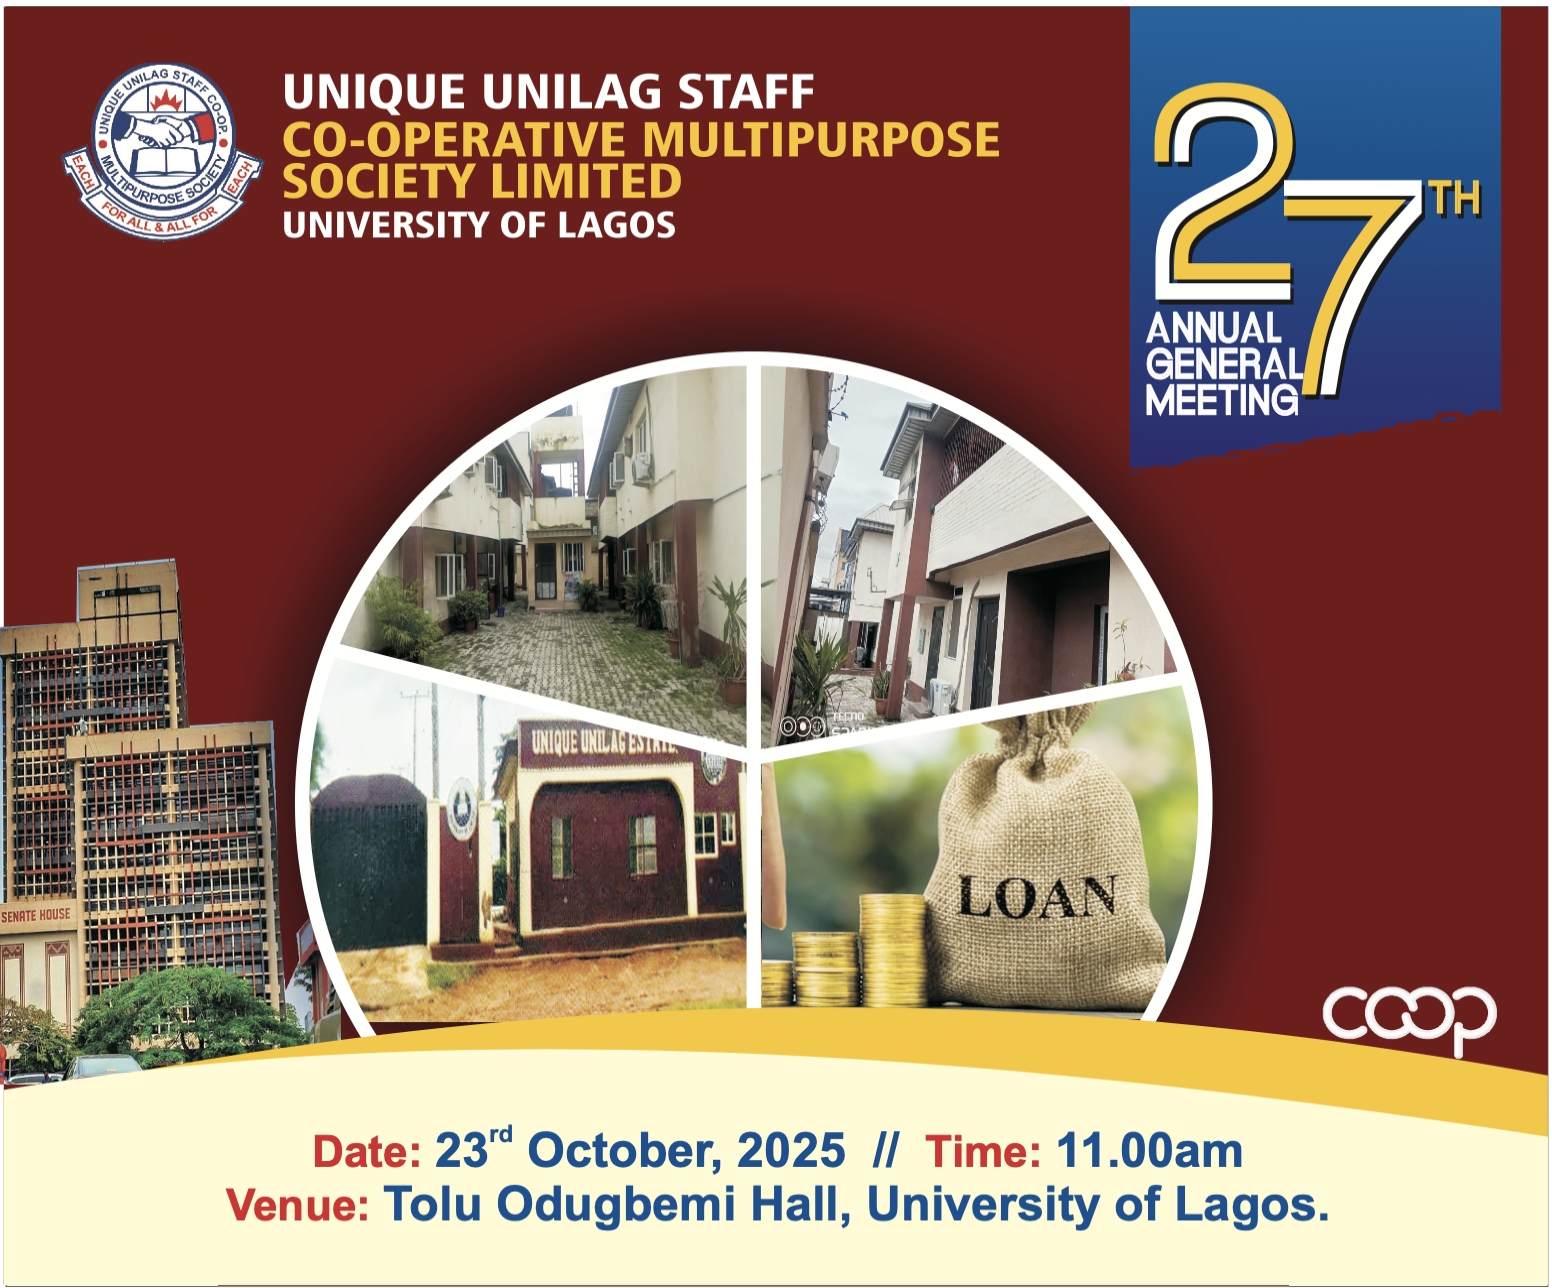 UNIQUE UNILAG STAFF CO-OP.
MULTIPURPOSE SOCIETY
EACH
FOR ALL & ALL FOR
EACH
UNIQUE UNILAG STAFF
CO-OPERATIVE MULTIPURPOSE
SOCIETY LIMITED
UNIVERSITY OF LAGOS
27TH
ANNUAL
GENERAL
MEETING
TECNO
UNIQUE UNILAG ESTATE
LOAN
SENATE HOUSE
coop
Date: 23rd October, 2025 // Time: 11.00am
Venue: Tolu Odugbemi Hall, University of Lagos.